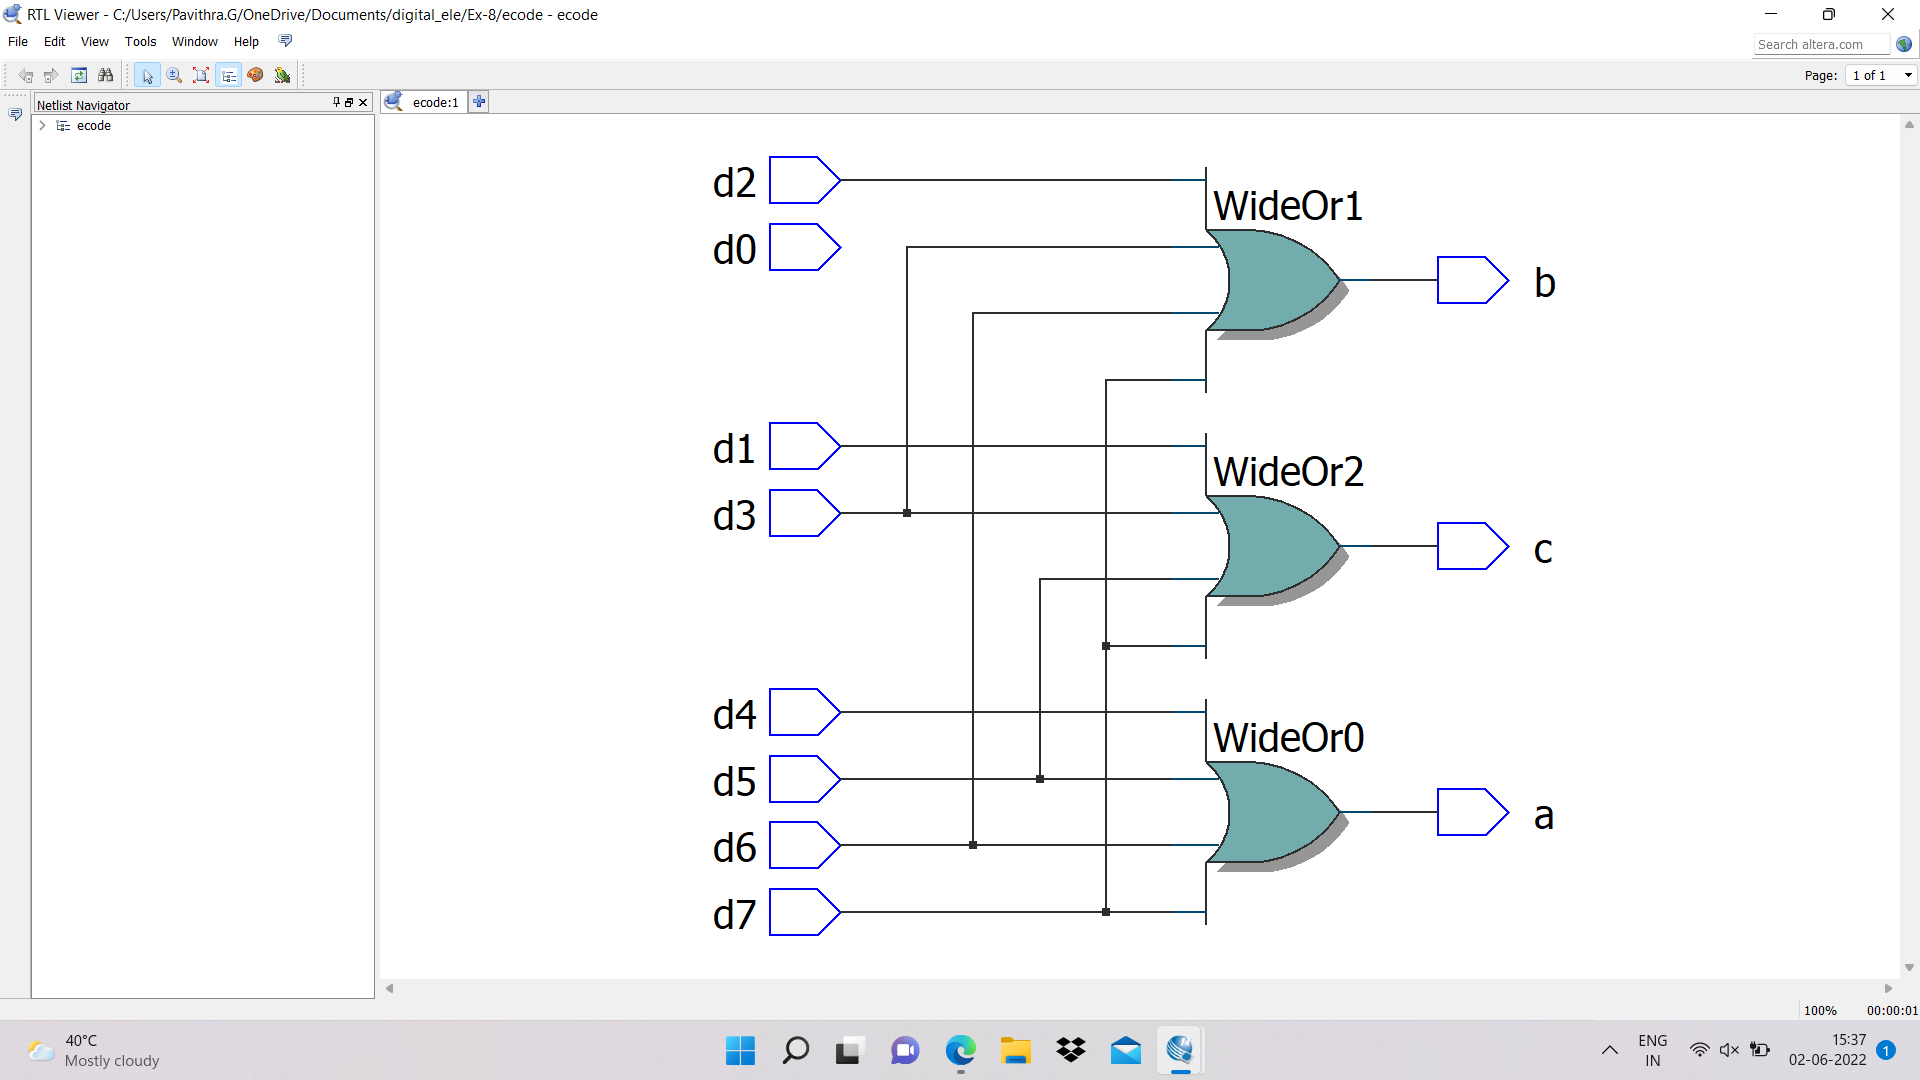 RTL Viewer - C:/Users/Pavithra.G/OneDrive/Documents/digital_ele/Ex-8/ecode - ecode
File Edit View Tools Window Help
Search altera.com
Page: 1 of 1
Netlist Navigator
ecode:1
ecode
d2
WideOr1
d0
b
d1
WideOr2
d3
c
d4
WideOr0
d5
a
d6
d7
100% 00:00:01
40°C
Mostly cloudy
ENG
IN
15:37
02-06-2022
1